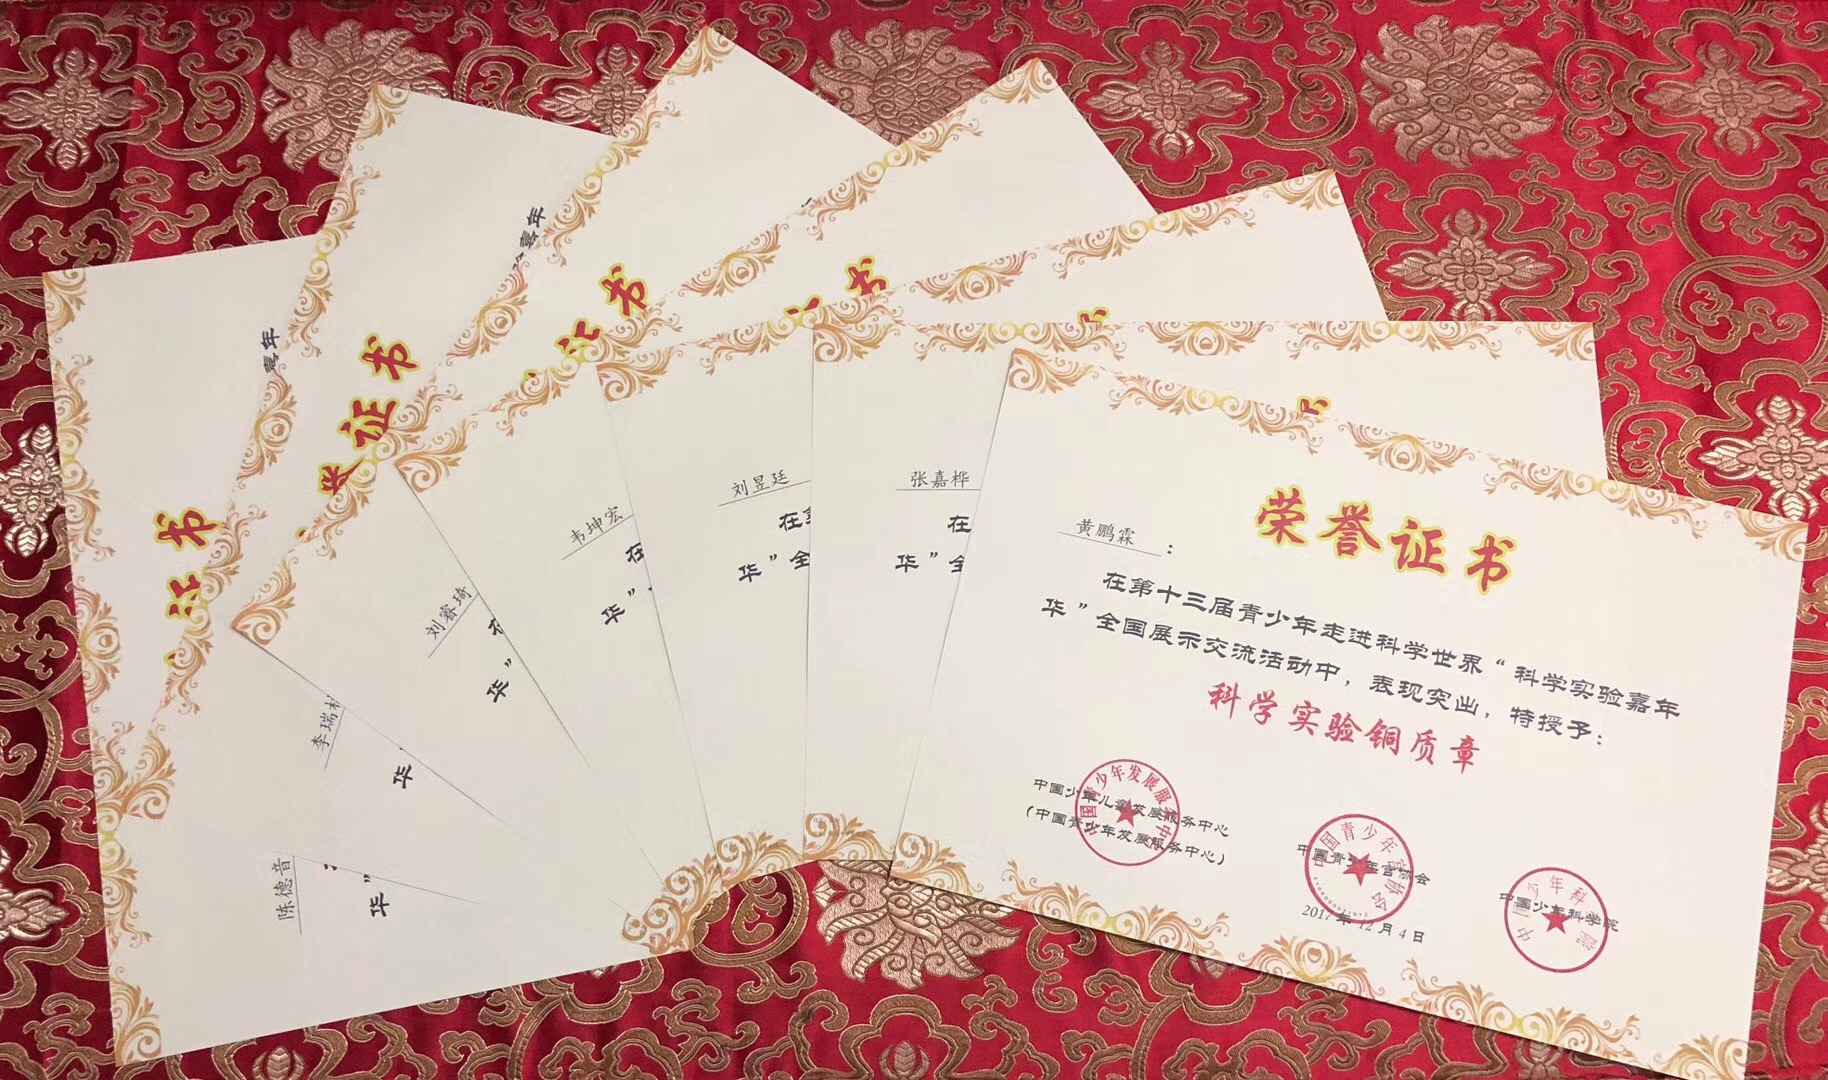 嘉年
书
证
陈德音
华”
嘉年
书
证
誉
李瑞
华
书
证
刘睿琦
在
华”
书
韦坤宏
在
华”
刘昱廷
在
华”全
张嘉桦
在
华”全
荣誉证书
黄鹏霖：
在第十三届青少年走进科学世界“科学实验嘉年
华”全国展示交流活动中，表现突出，特授予：
科学实验铜质章
中国少年儿童发展服务中心
（中国青少年发展服务中心）
中国青少年宫协会
中国少年科学院
2017年12月4日